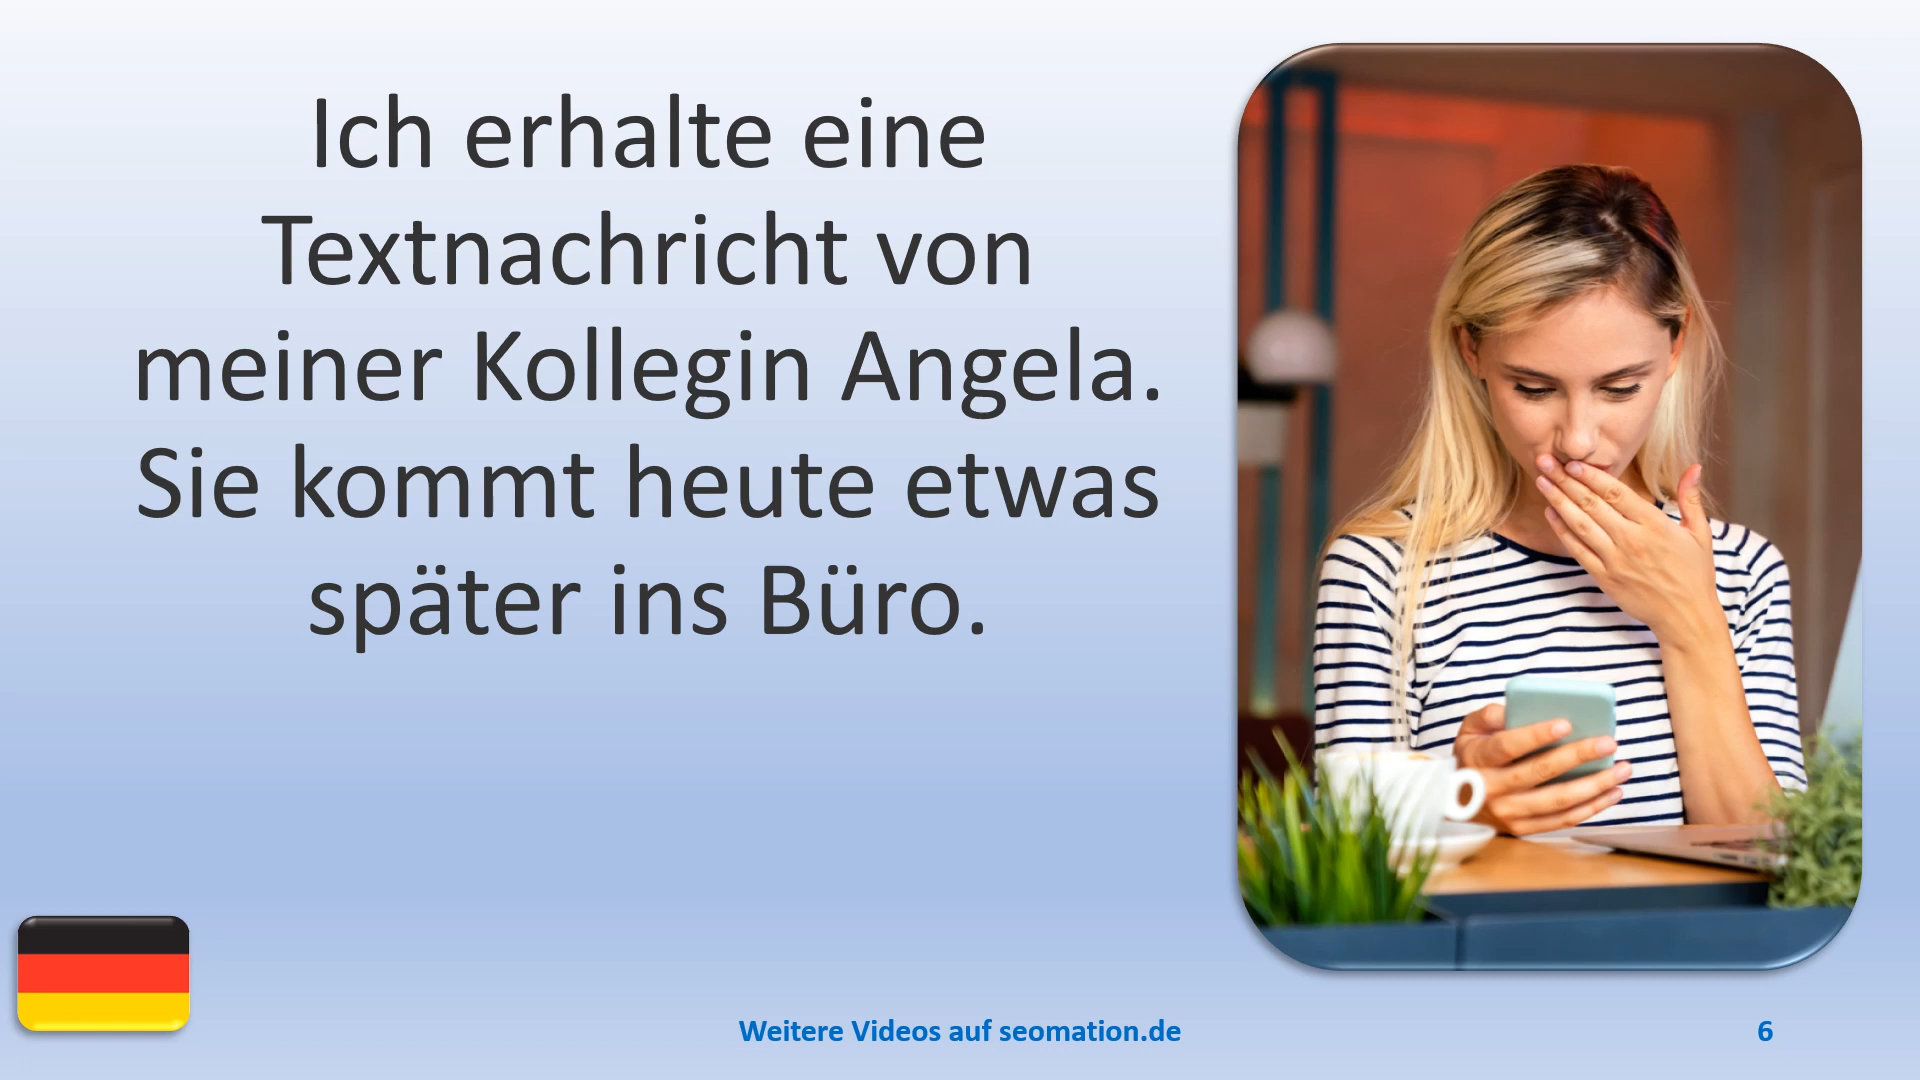 Ich erhalte eine
Textnachricht von
meiner Kollegin Angela.
Sie kommt heute etwas
später ins Büro.
Weitere Videos auf seomation.de
6